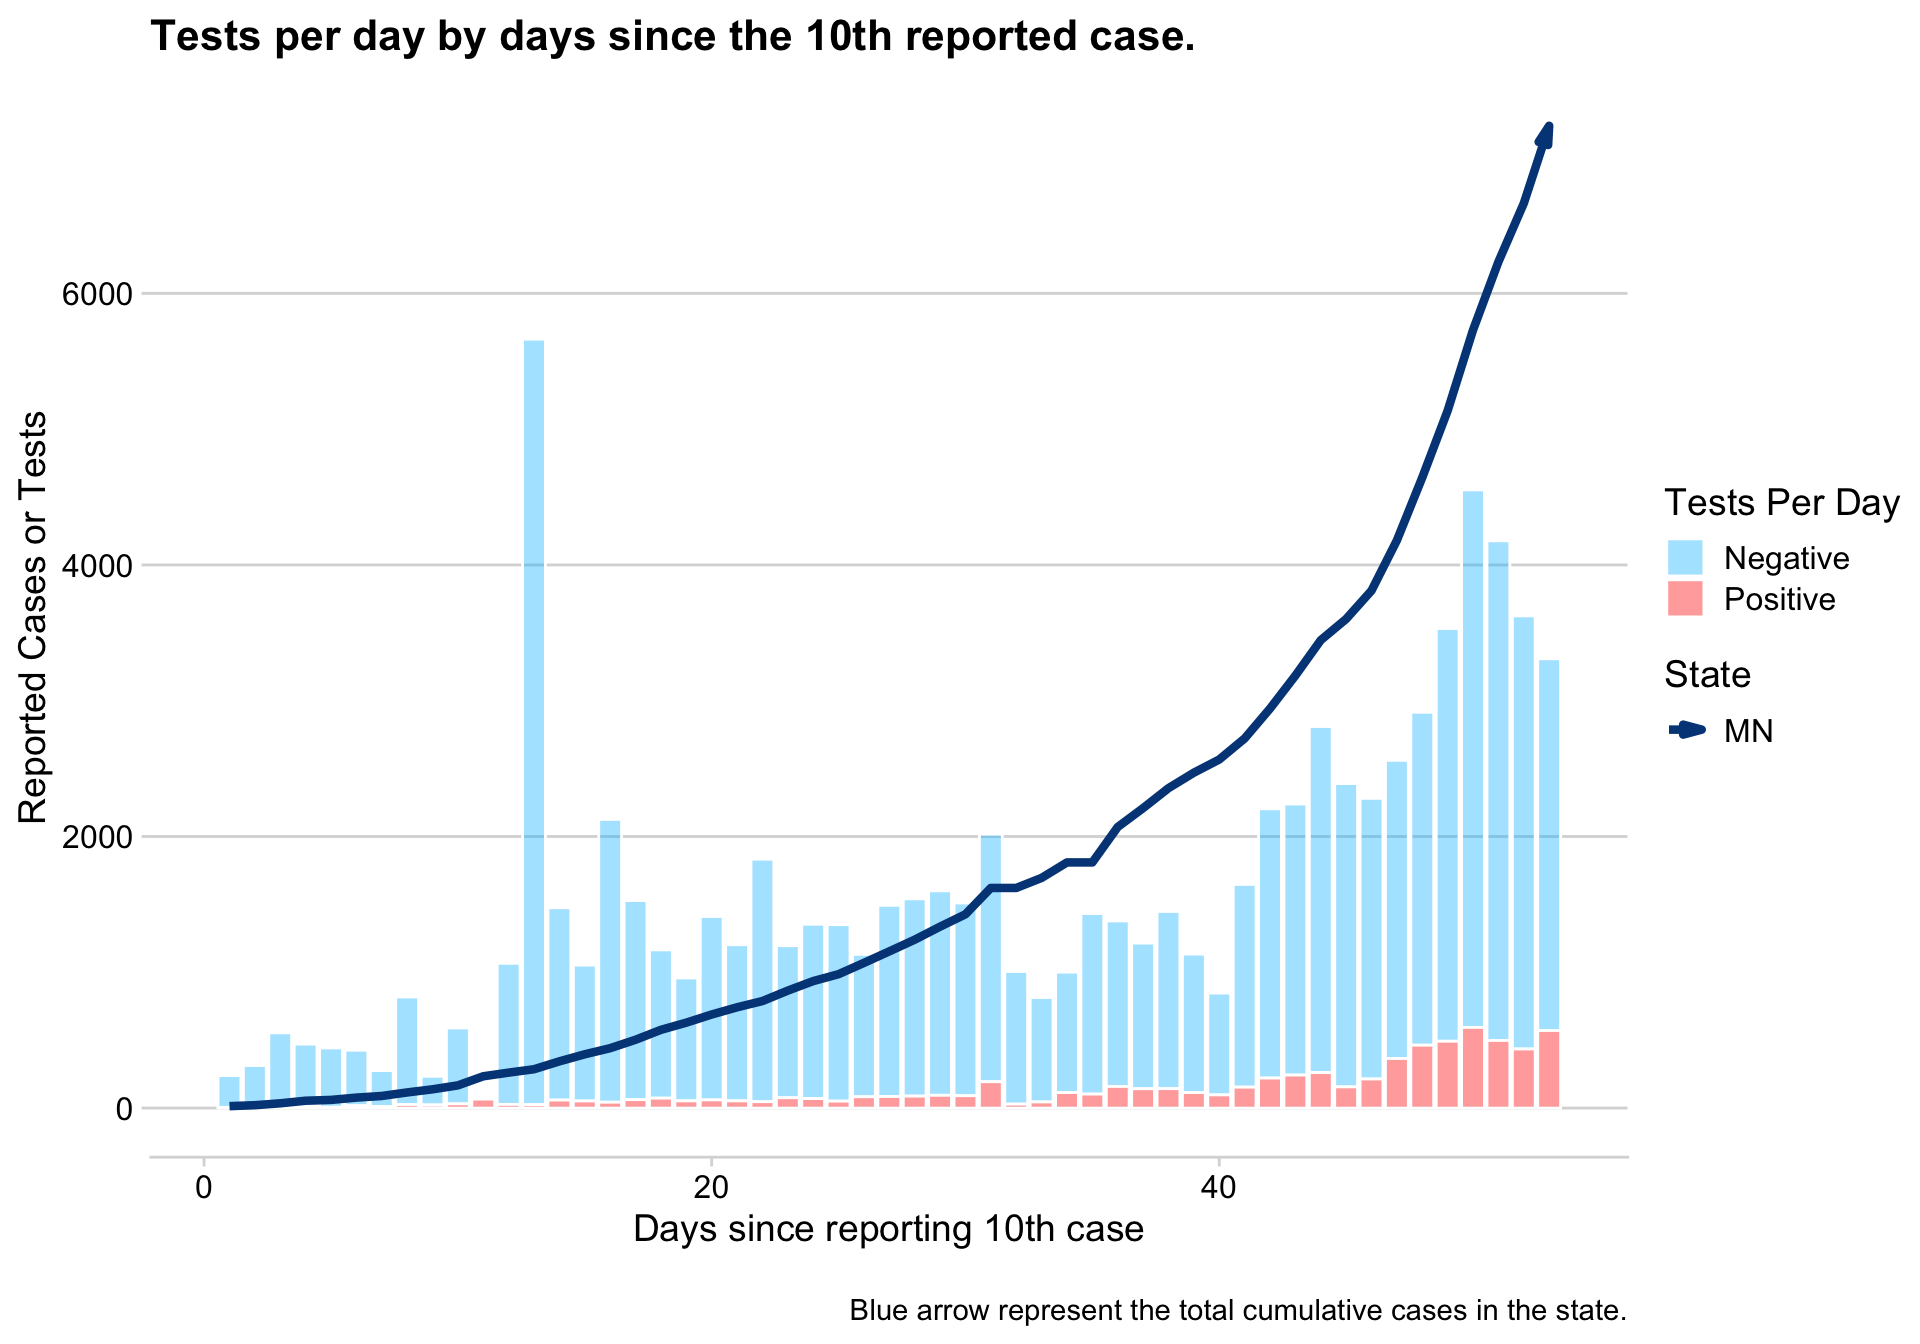 Tests per day by days since the 10th reported case.
Reported Cases or Tests
6000
4000
2000
0
0 20 40
Days since reporting 10th case
Tests Per Day
Negative
Positive
State
MN
Blue arrow represent the total cumulative cases in the state.